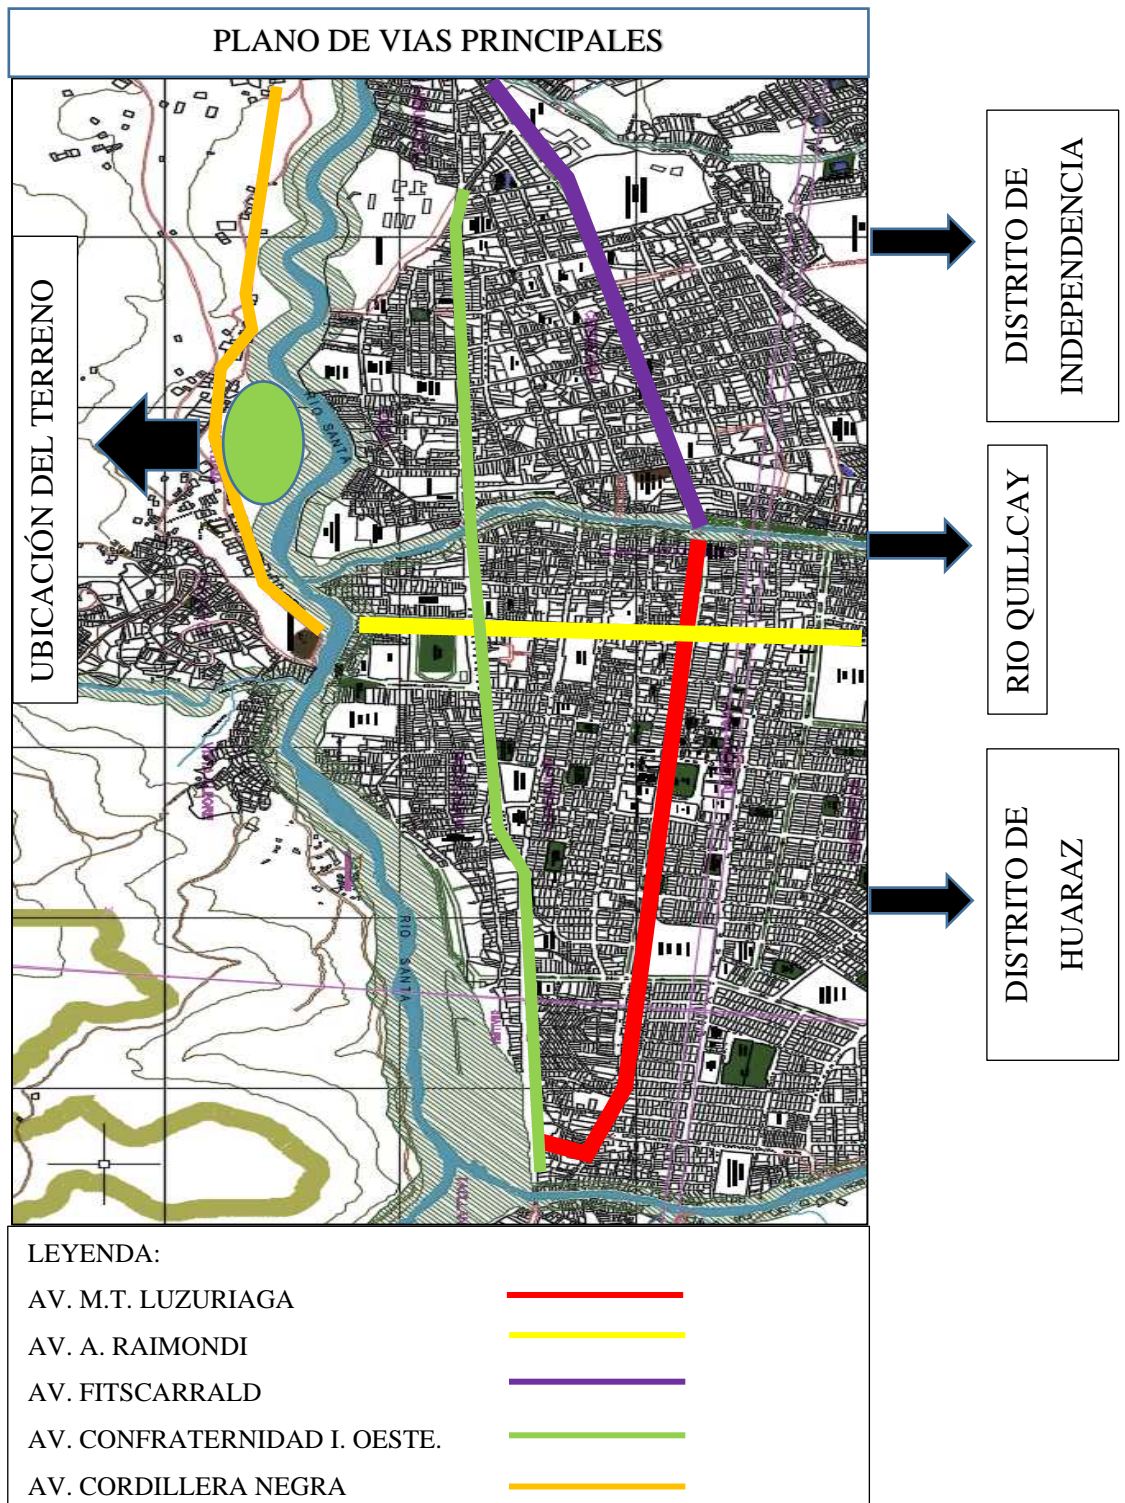 PLANO DE VIAS PRINCIPALES
DISTRITO DE
INDEPENDENCIA
UBICACIÓN DEL TERRENO
RIO SANTA
RIO QUILLCAY
DISTRITO DE
HUARAZ
RIO SANTA
LEYENDA:
AV. M.T. LUZURIAGA
AV. A. RAIMONDI
AV. FITSCARRALD
AV. CONFRATERNIDAD I. OESTE.
AV. CORDILLERA NEGRA